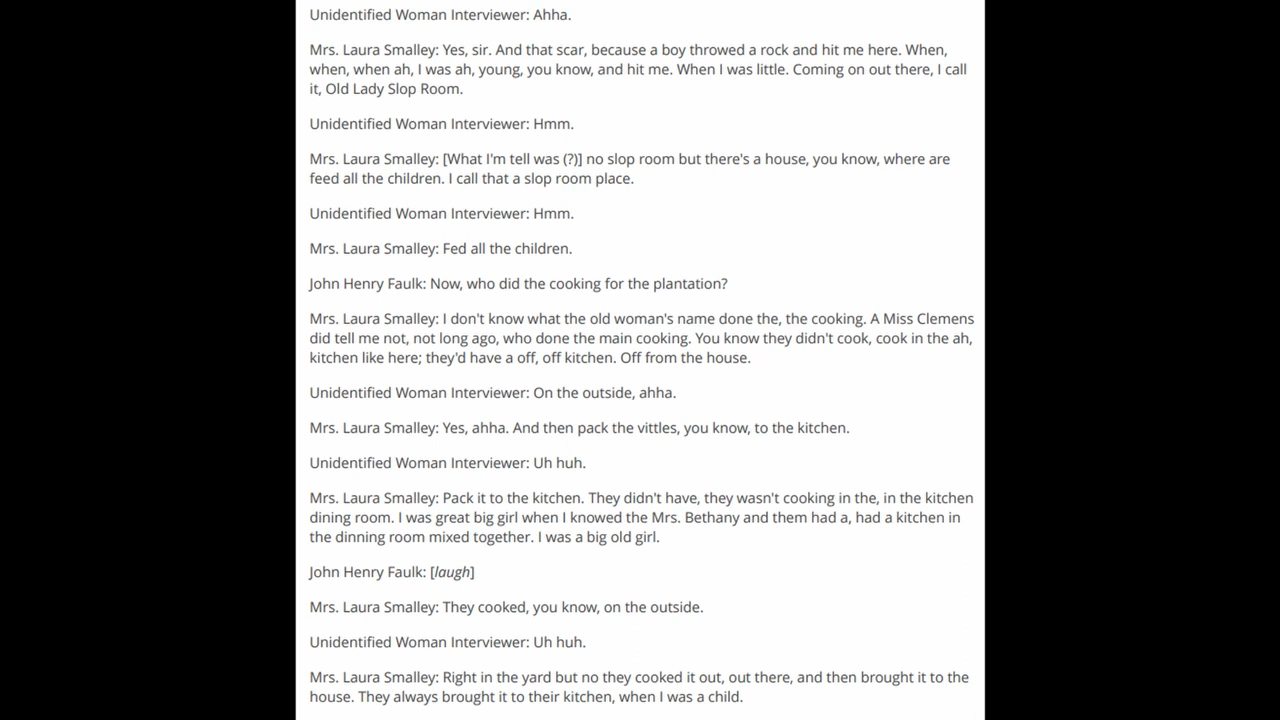 Unidentified Woman Interviewer: Ahha.
Mrs. Laura Smalley: Yes, sir. And that scar, because a boy throwed a rock and hit me here. When,
when, when ah, I was ah, young, you know, and hit me. When I was little. Coming on out there, I call
it, Old Lady Slop Room.
Unidentified Woman Interviewer: Hmm.
Mrs. Laura Smalley: [What I'm tell was (?)] no slop room but there's a house, you know, where are
feed all the children. I call that a slop room place.
Unidentified Woman Interviewer: Hmm.
Mrs. Laura Smalley: Fed all the children.
John Henry Faulk: Now, who did the cooking for the plantation?
Mrs. Laura Smalley: I don't know what the old woman's name done the, the cooking. A Miss Clemens
did tell me not, not long ago, who done the main cooking. You know they didn't cook, cook in the ah,
kitchen like here; they'd have a off, off kitchen. Off from the house.
Unidentified Woman Interviewer: On the outside, ahha.
Mrs. Laura Smalley: Yes, ahha. And then pack the vittles, you know, to the kitchen.
Unidentified Woman Interviewer: Uh huh.
Mrs. Laura Smalley: Pack it to the kitchen. They didn't have, they wasn't cooking in the, in the kitchen
dining room. I was great big girl when I knowed the Mrs. Bethany and them had a, had a kitchen in
the dinning room mixed together. I was a big old girl.
John Henry Faulk: [laugh]
Mrs. Laura Smalley: They cooked, you know, on the outside.
Unidentified Woman Interviewer: Uh huh.
Mrs. Laura Smalley: Right in the yard but no they cooked it out, out there, and then brought it to the
house. They always brought it to their kitchen, when I was a child.